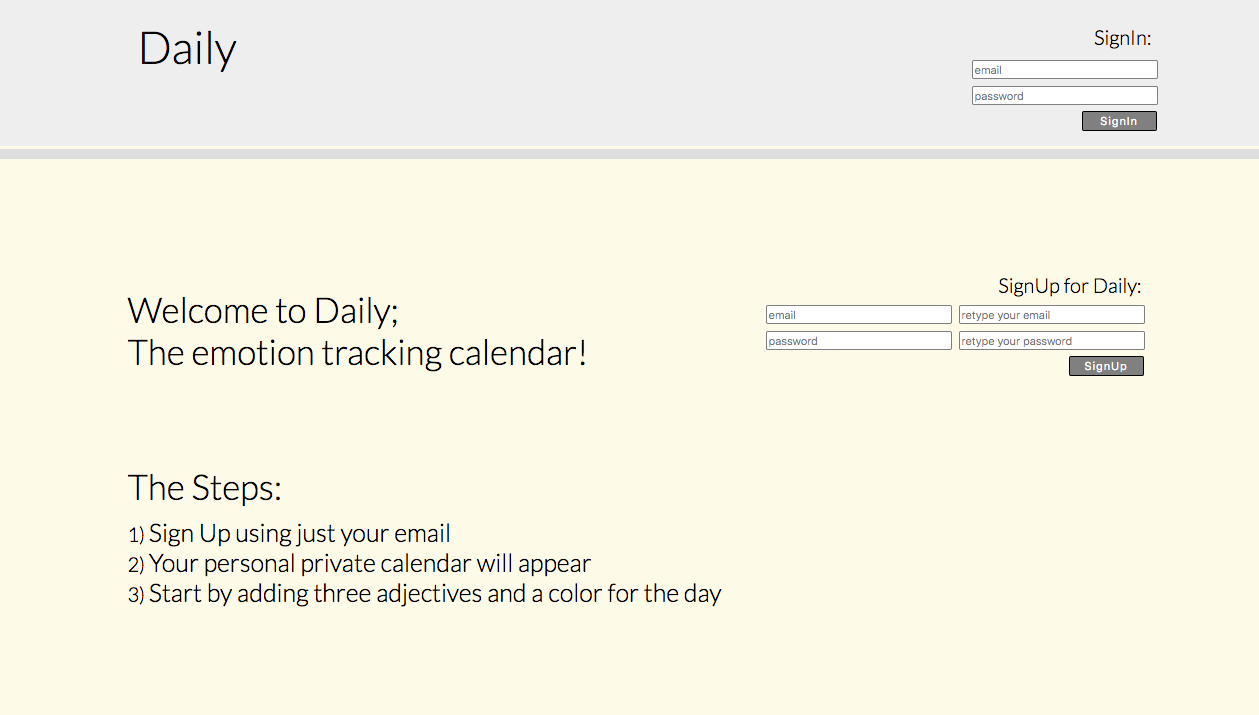 Daily
SignIn:
email
password
SignIn
SignUp for Daily:
Welcome to Daily;
The emotion tracking calendar!
email
retype your email
password
retype your password
SignUp
The Steps:
1) Sign Up using just your email
2) Your personal private calendar will appear
3) Start by adding three adjectives and a color for the day